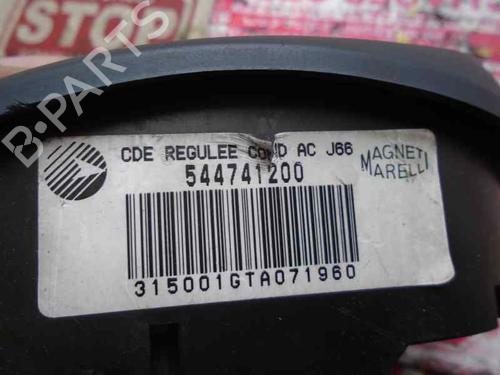 STOP
B-PARTS
CDE REGULEE COND AC J66
544741200
MAGNETI
MARELLI
315001GTA071960